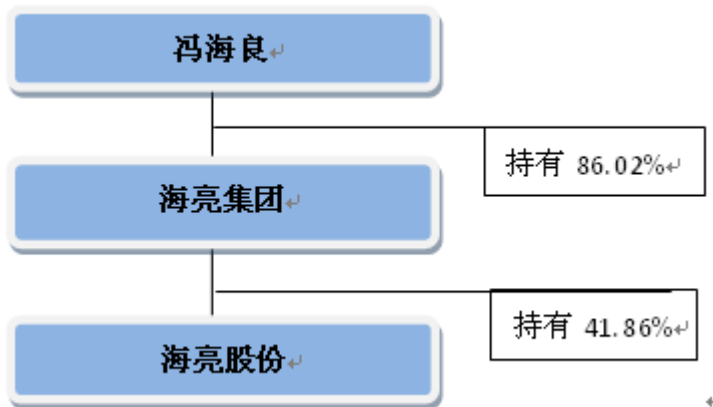 冯海良
持有 86.02%
海亮集团
持有 41.86%
海亮股份